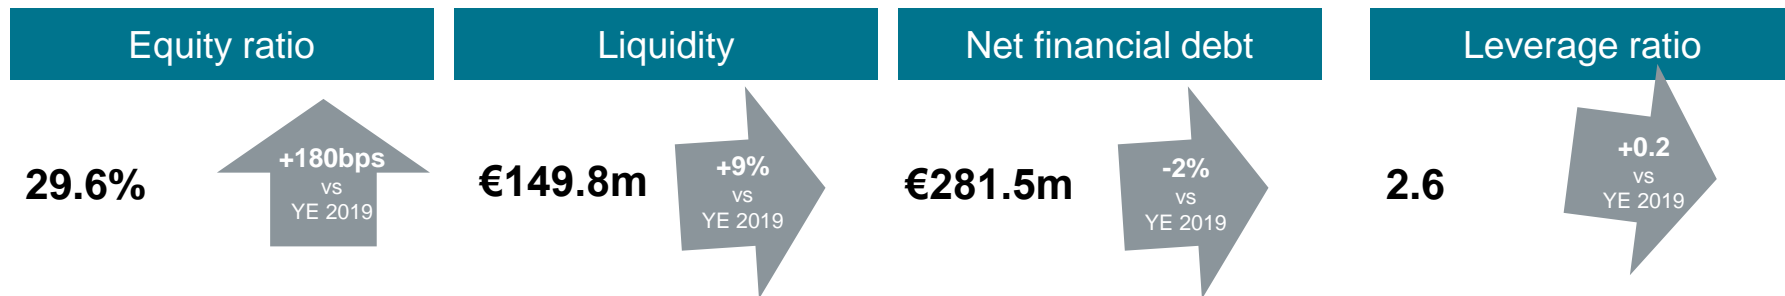 Equity ratio
Liquidity
Net financial debt
Leverage ratio
29.6%
+180bps
vs
YE 2019
€149.8m
+9%
vs
YE 2019
€281.5m
-2%
vs
YE 2019
2.6
+0.2
vs
YE 2019